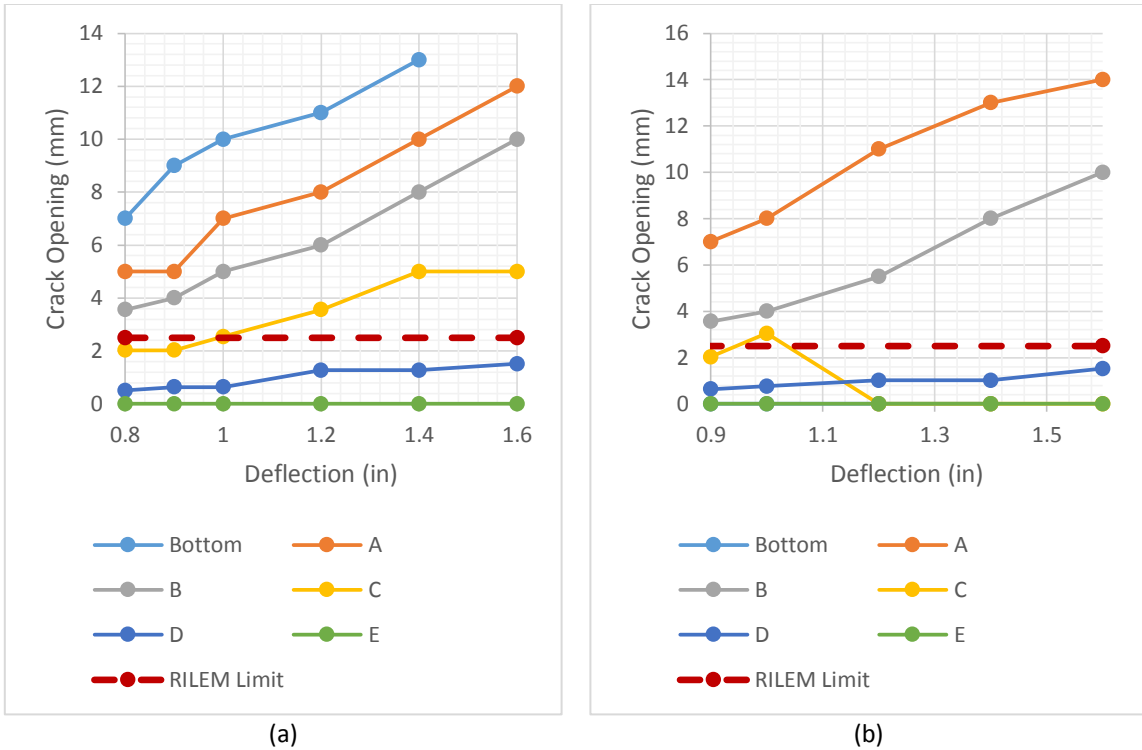 14
12
10
8
6
4
2
0
Crack Opening (mm)
0.8 1 1.2 1.4 1.6
Deflection (in)
Bottom A
B C
D E
RILEM Limit
(a)
16
14
12
10
8
6
4
2
0
Crack Opening (mm)
0.9 1.1 1.3 1.5
Deflection (in)
Bottom A
B C
D E
RILEM Limit
(b)